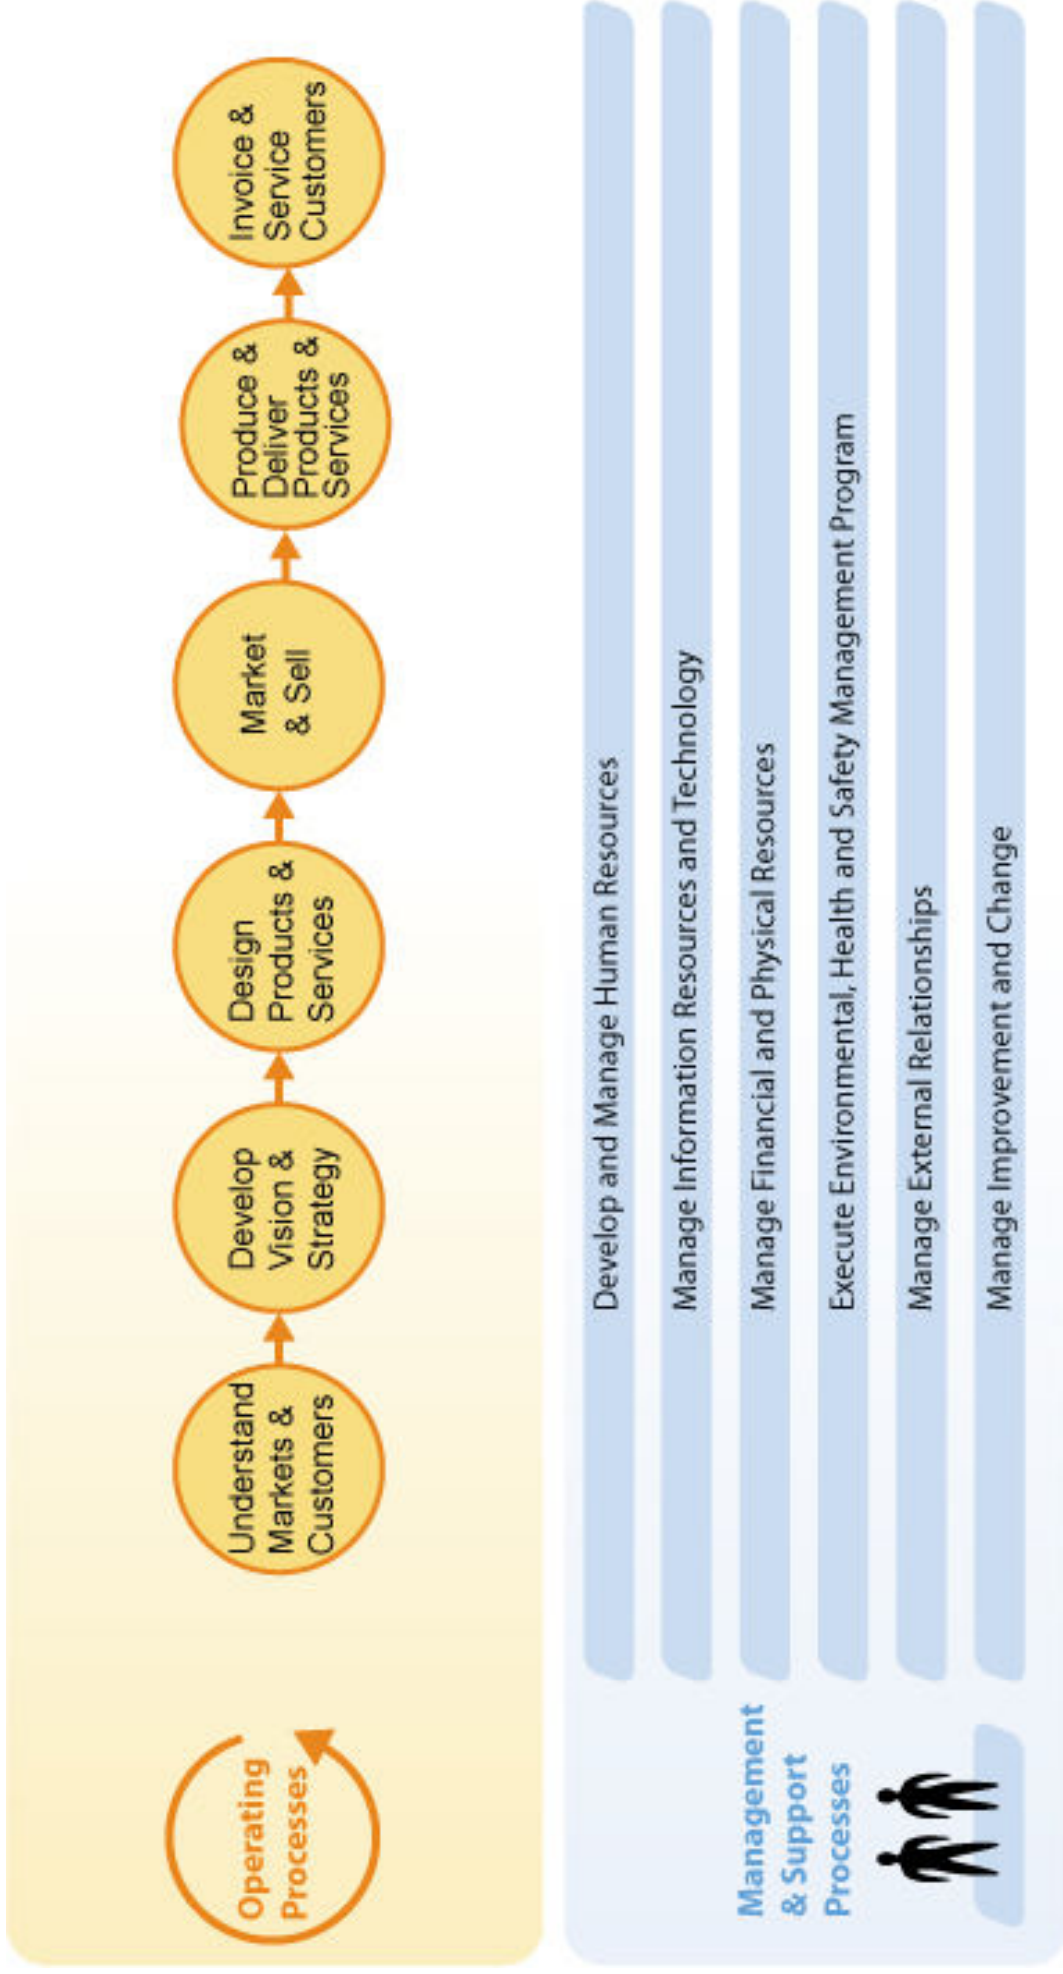 Operating
Processes
Understand
Markets &
Customers
Develop
Vision &
Strategy
Design
Products &
Services
Market
& Sell
Produce &
Deliver
Products &
Services
Invoice &
Service
Customers
Management
& Support
Processes
Develop and Manage Human Resources
Manage Information Resources and Technology
Manage Financial and Physical Resources
Execute Environmental, Health and Safety Management Program
Manage External Relationships
Manage Improvement and Change